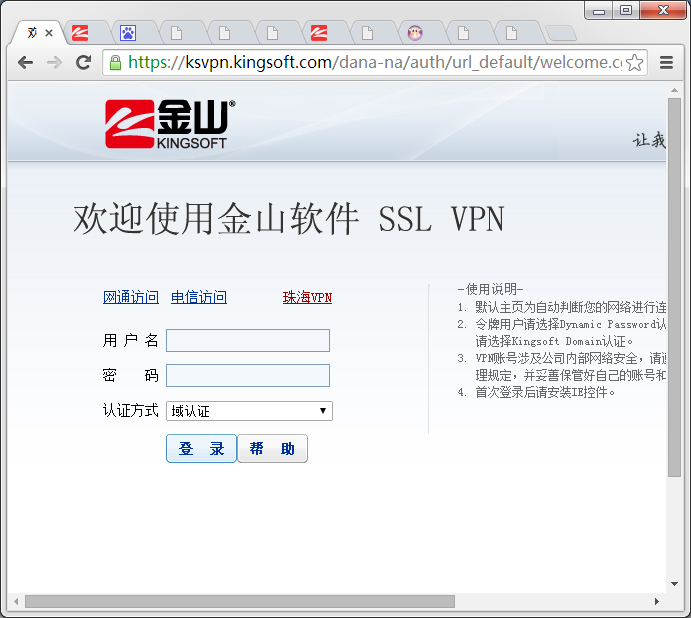 欢
https://ksvpn.kingsoft.com/dana-na/auth/url_default/welcome.c
金山®
KINGSOFT
让我
欢迎使用金山软件 SSL VPN
网通访问 电信访问 珠海VPN
用 户 名
密 码
认证方式 域认证
登 录 帮 助
-使用说明-
1. 默认主页为自动判断您的网络进行连
2. 令牌用户请选择Dynamic Password认
请选择Kingsoft Domain认证。
3. VPN账号涉及公司内部网络安全，请遵
理规定，并妥善保管好自己的账号和
4. 首次登录后请安装IE控件。